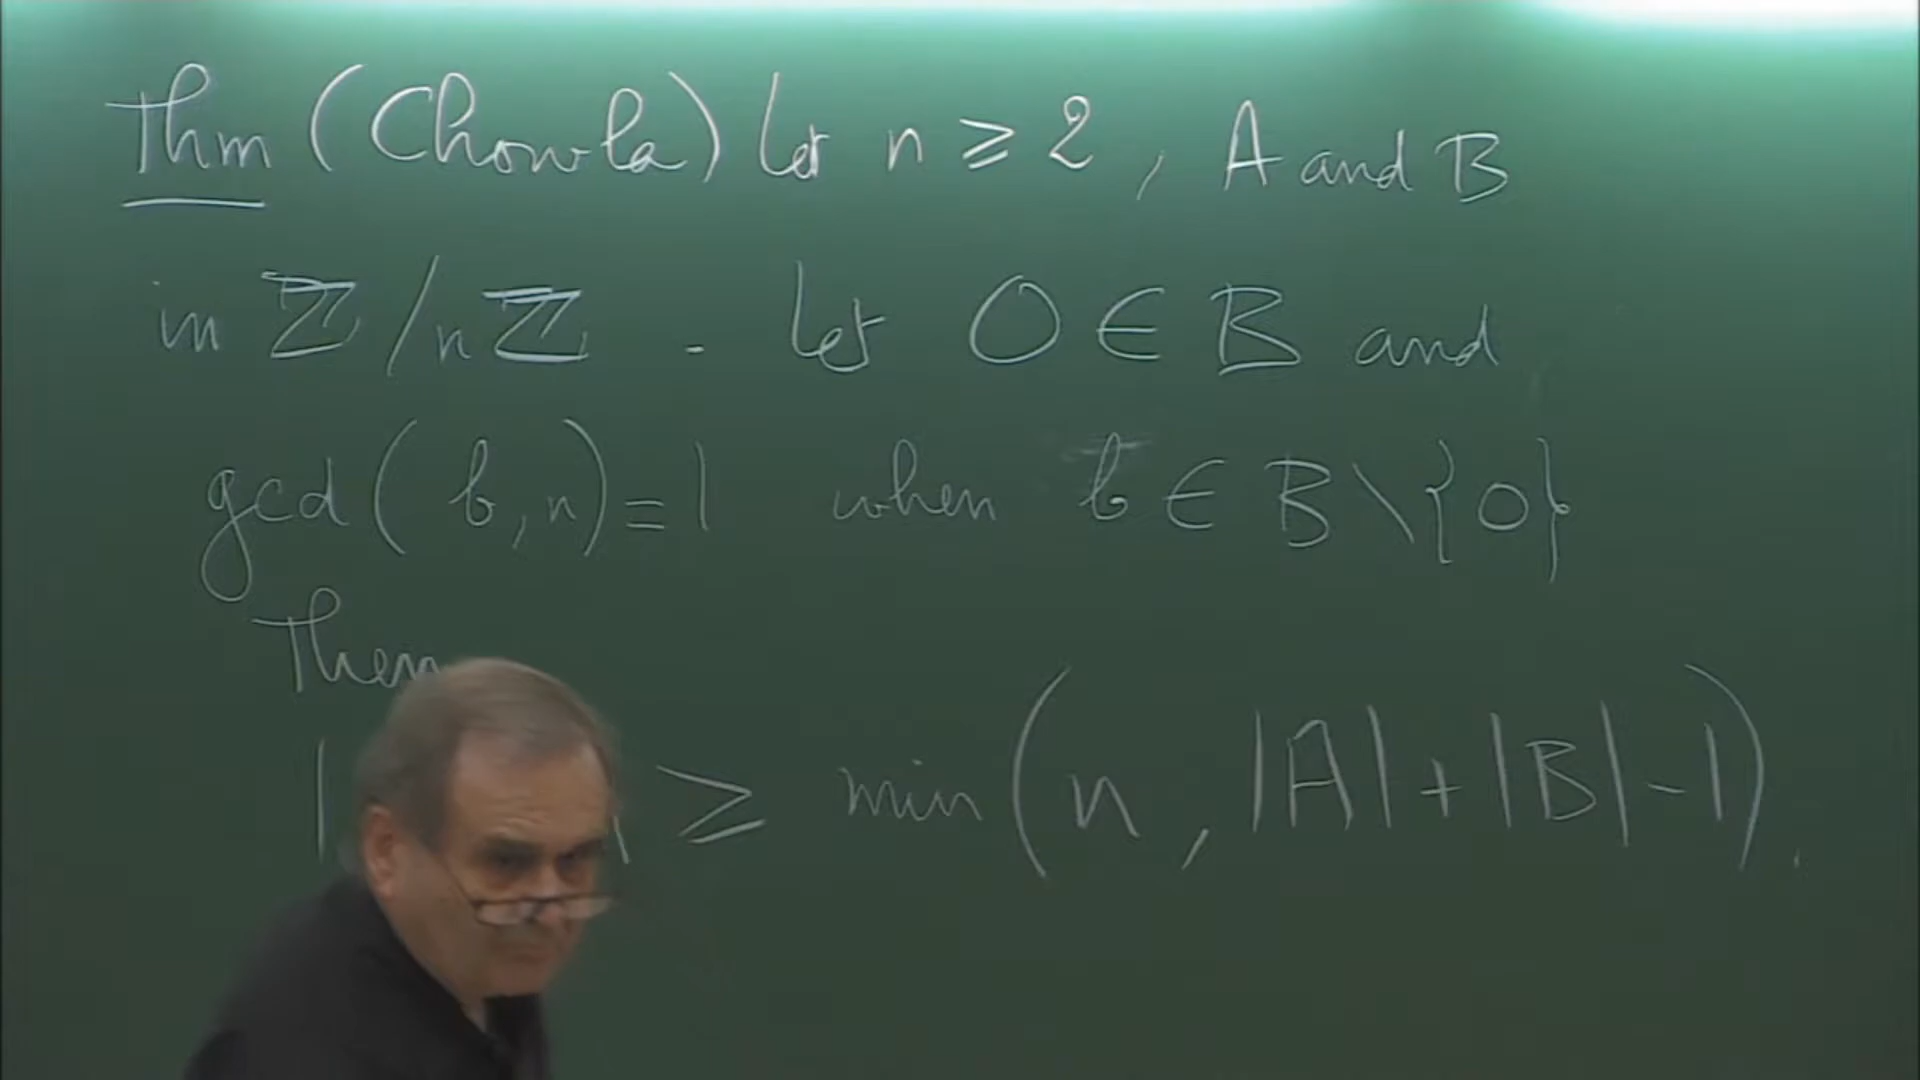 Thm (Chowla) Let n ≥ 2, A and B
in ℤ/nℤ. Let 0 ∈ B and
gcd(b,n)=1 when b ∈ B\{0}
Then
| | ≥ min(n, |A|+|B|-1).